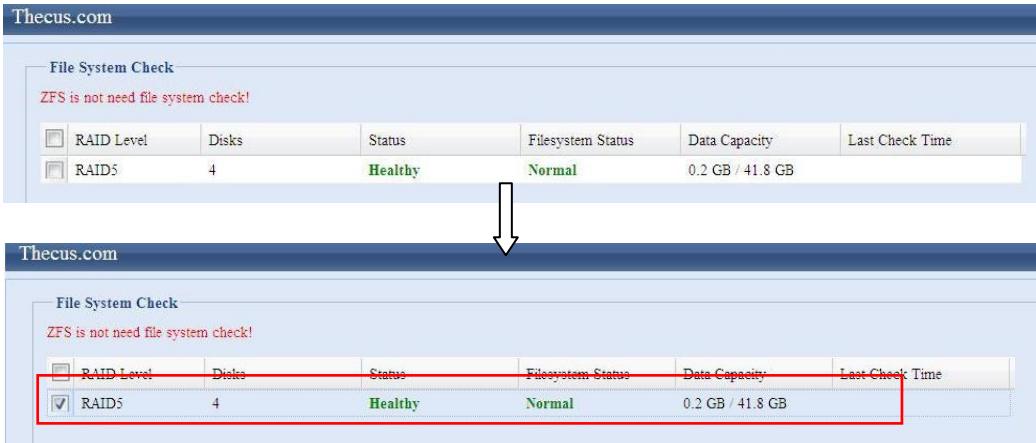 Thecus.com
File System Check
ZFS is not need file system check!
RAID Level Disks Status Filesystem Status Data Capacity Last Check Time
RAID5 4 Healthy Normal 0.2 GB / 41.8 GB
Thecus.com
File System Check
ZFS is not need file system check!
RAID Level Disks Status Filesystem Status Data Capacity Last Check Time
RAID5 4 Healthy Normal 0.2 GB / 41.8 GB